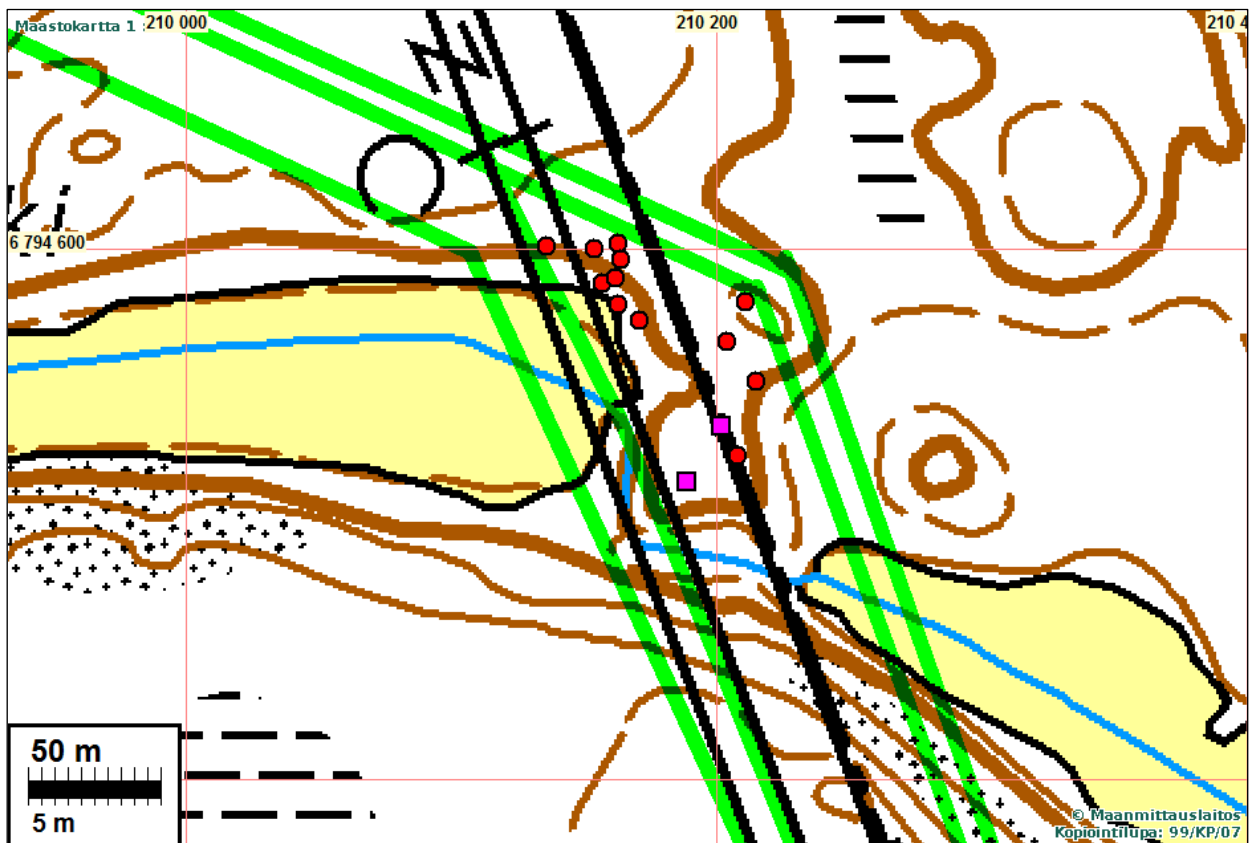 Maastokartta 1 :
210 000
210 200
210 4
6 794 600
50 m
5 m
© Maanmittauslaitos
Kopiointilupa: 99/KP/07